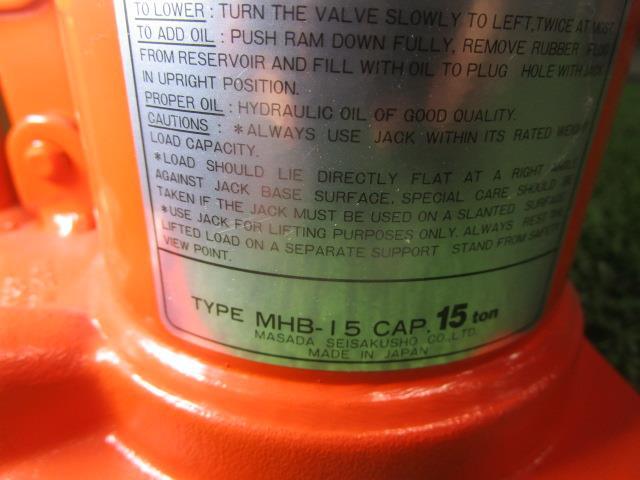 TO LOWER : TURN THE VALVE SLOWLY TO LEFT, TWICE AT MOST.
TO ADD OIL : PUSH RAM DOWN FULLY, REMOVE RUBBER PLUG
FROM RESERVOIR AND FILL WITH OIL TO PLUG HOLE WITH JACK
IN UPRIGHT POSITION.
PROPER OIL : HYDRAULIC OIL OF GOOD QUALITY.
CAUTIONS : *ALWAYS USE JACK WITHIN ITS RATED WEIGHT
LOAD CAPACITY.
*LOAD SHOULD LIE DIRECTLY FLAT AT A RIGHT ANGLE
AGAINST JACK BASE SURFACE. SPECIAL CARE SHOULD BE
TAKEN IF THE JACK MUST BE USED ON A SLANTED SURFACE.
*USE JACK FOR LIFTING PURPOSES ONLY. ALWAYS REST THE
LIFTED LOAD ON A SEPARATE SUPPORT STAND FROM SAFETY
VIEW POINT.
TYPE MHB-15 CAP. 15 ton
MASADA SEISAKUSHO CO., LTD.
MADE IN JAPAN